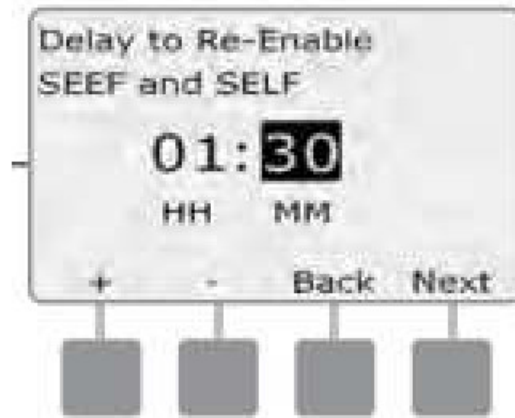 Delay to Re-Enable
SEEF and SELF
01:30
HH MM
+ - Back Next